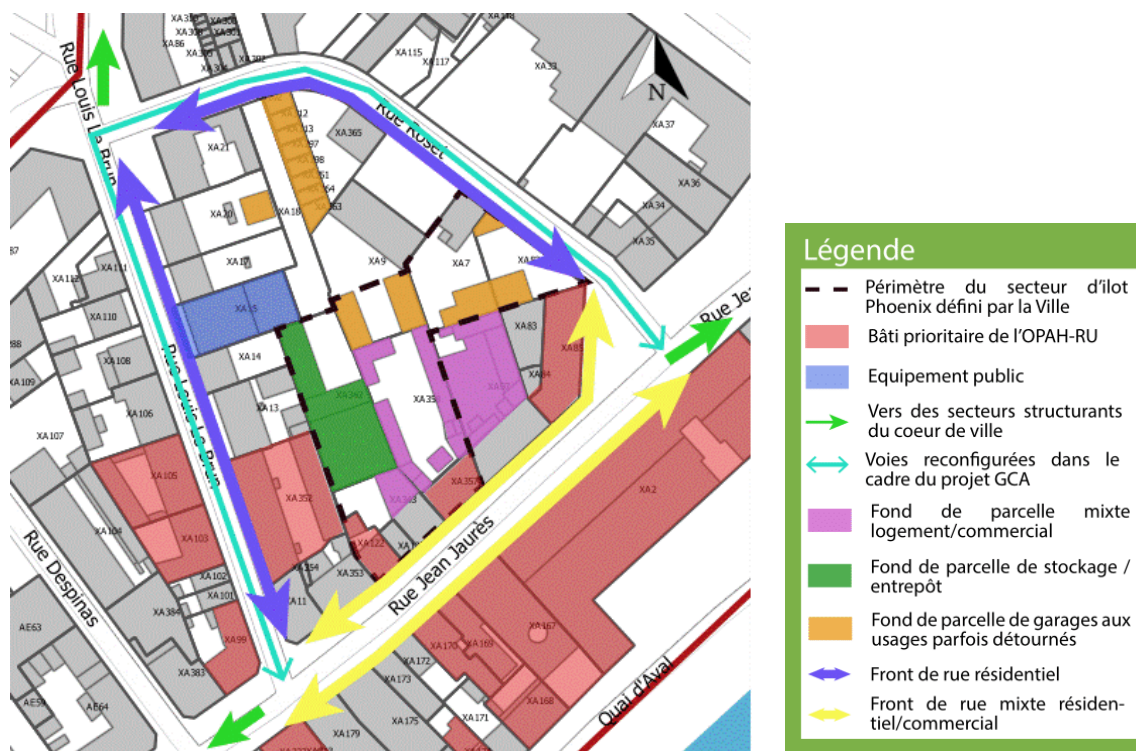 XA300
XA86
XA301
XA302
XA115
XA117
XA33
N
XA37
XA36
XA34
XA35
XA365
Rue Louis Le Brun
Rue Roset
XA21
XA20
XA18
XA17
XA9
XA7
XA15
XA14
XA13
XA83
XA84
XA85
XA112
XA111
XA110
XA108
XA109
XA106
XA107
XA105
XA104
XA103
XA102
XA101
XA99
XA384
XA383
Rue Louis Le Brun
XA352
XA354
XA353
XA122
XA357
XA2
Rue Jean Jaurès
Rue Despinas
AE63
AE59
AE64
XA170
XA169
XA167
XA168
XA172
XA173
XA175
XA171
XA179
Quai d'Aval
Légende
Périmètre du secteur d'ilot
Phoenix défini par la Ville
Bâti prioritaire de l'OPAH-RU
Equipement public
Vers des secteurs structurants
du coeur de ville
Voies reconfigurées dans le
cadre du projet GCA
Fond de parcelle mixte
logement/commercial
Fond de parcelle de stockage /
entrepôt
Fond de parcelle de garages aux
usages parfois détournés
Front de rue résidentiel
Front de rue mixte résiden-
tiel/commercial